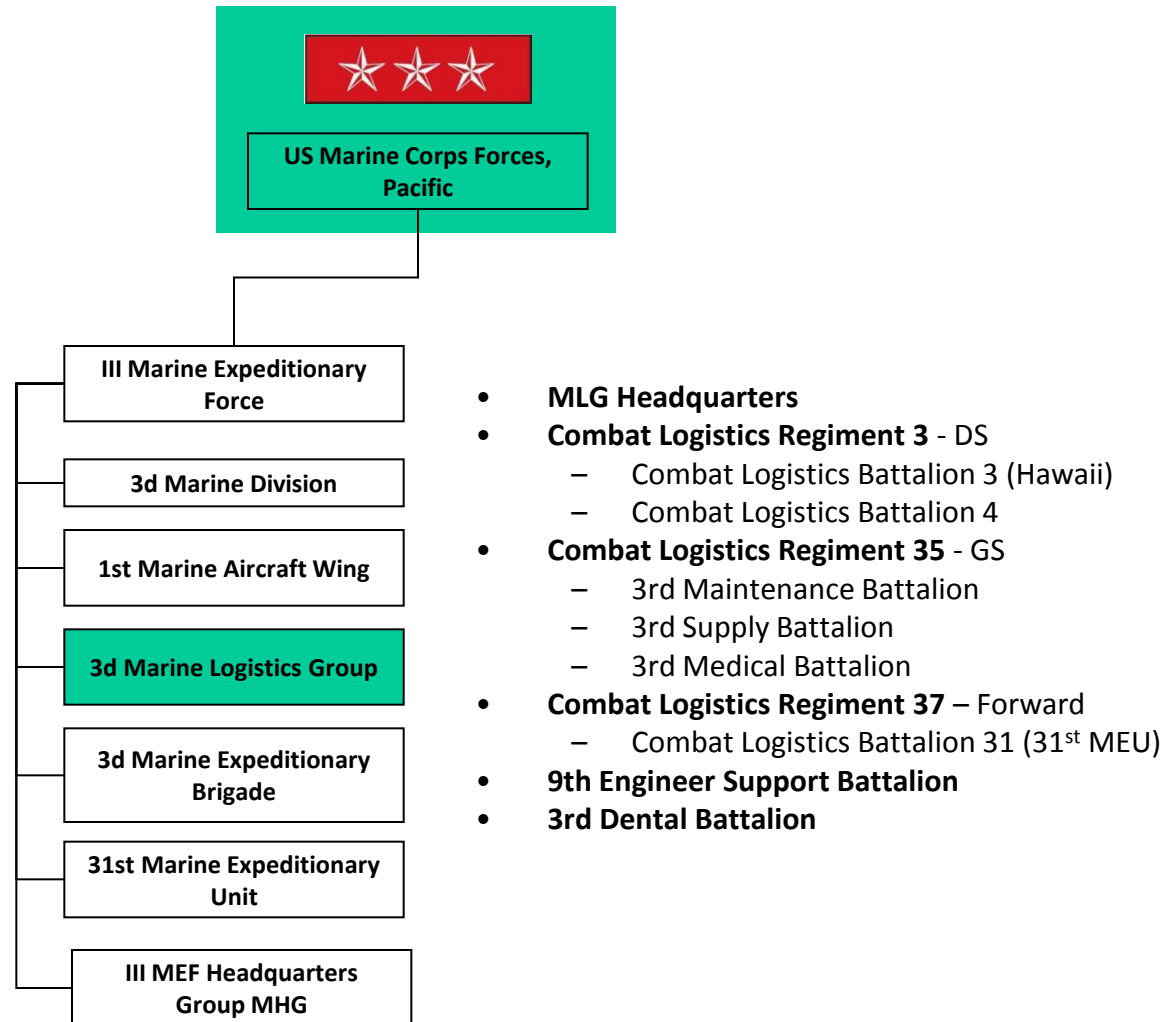 US Marine Corps Forces,
Pacific
III Marine Expeditionary
Force
3d Marine Division
1st Marine Aircraft Wing
3d Marine Logistics Group
3d Marine Expeditionary
Brigade
31st Marine Expeditionary
Unit
III MEF Headquarters
Group MHG
• MLG Headquarters
• Combat Logistics Regiment 3 - DS
– Combat Logistics Battalion 3 (Hawaii)
– Combat Logistics Battalion 4
• Combat Logistics Regiment 35 - GS
– 3rd Maintenance Battalion
– 3rd Supply Battalion
– 3rd Medical Battalion
• Combat Logistics Regiment 37 – Forward
– Combat Logistics Battalion 31 (31st MEU)
• 9th Engineer Support Battalion
• 3rd Dental Battalion